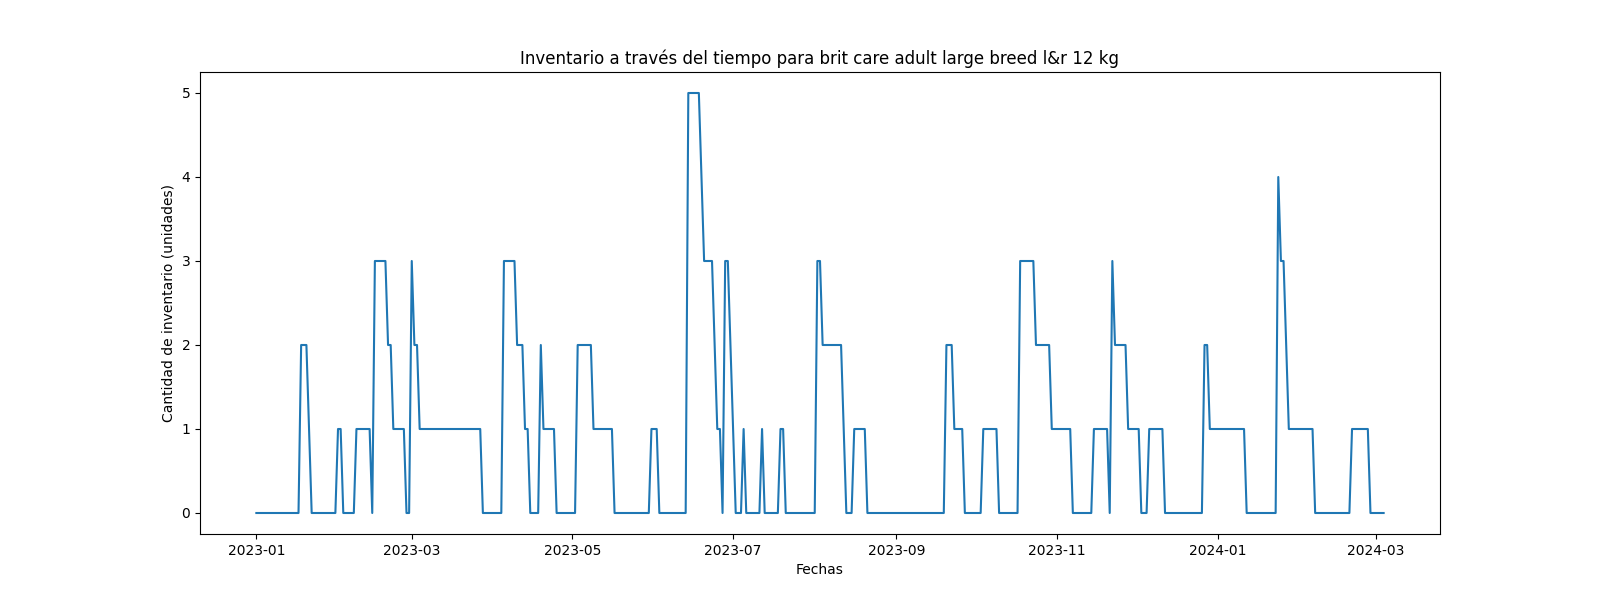 Inventario a través del tiempo para brit care adult large breed l&r 12 kg
Cantidad de inventario (unidades)
5
4
3
2
1
0
2023-01 2023-03 2023-05 2023-07 2023-09 2023-11 2024-01 2024-03
Fechas